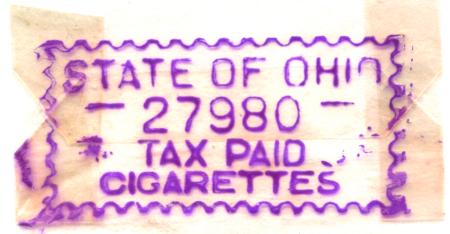 STATE OF OHIO
- 27980 -
TAX PAID
CIGARETTES